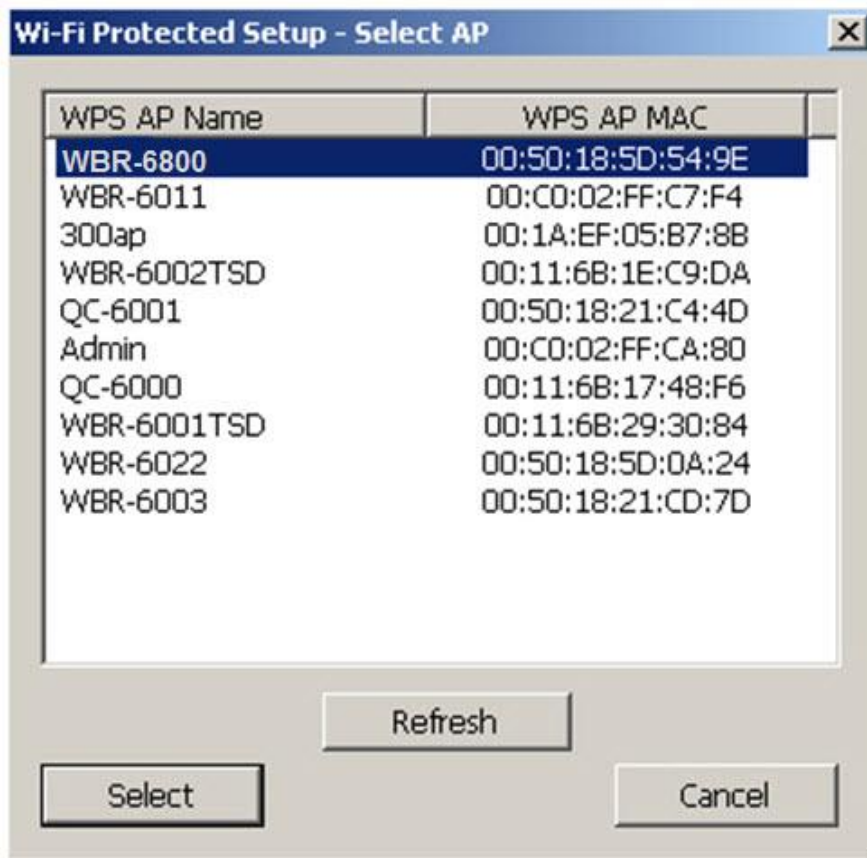 Wi-Fi Protected Setup - Select AP
WPS AP Name WPS AP MAC
WBR-6800 00:50:18:5D:54:9E
WBR-6011 00:C0:02:FF:C7:F4
300ap 00:1A:EF:05:B7:8B
WBR-6002TSD 00:11:6B:1E:C9:DA
QC-6001 00:50:18:21:C4:4D
Admin 00:C0:02:FF:CA:80
QC-6000 00:11:6B:17:48:F6
WBR-6001TSD 00:11:6B:29:30:84
WBR-6022 00:50:18:5D:0A:24
WBR-6003 00:50:18:21:CD:7D
Refresh
Select Cancel